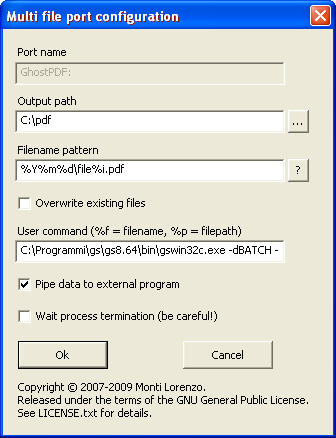 Multi file port configuration
Port name
GhostPDF:
Output path
C:\pdf
...
Filename pattern
%Y%m%d\file%i.pdf
?
Overwrite existing files
User command (%f = filename, %p = filepath)
C:\Programmi\gs\gs8.64\bin\gswin32c.exe -dBATCH -
Pipe data to external program
Wait process termination (be careful!)
Ok
Cancel
Copyright © 2007-2009 Monti Lorenzo.
Released under the terms of the GNU General Public License.
See LICENSE.txt for details.